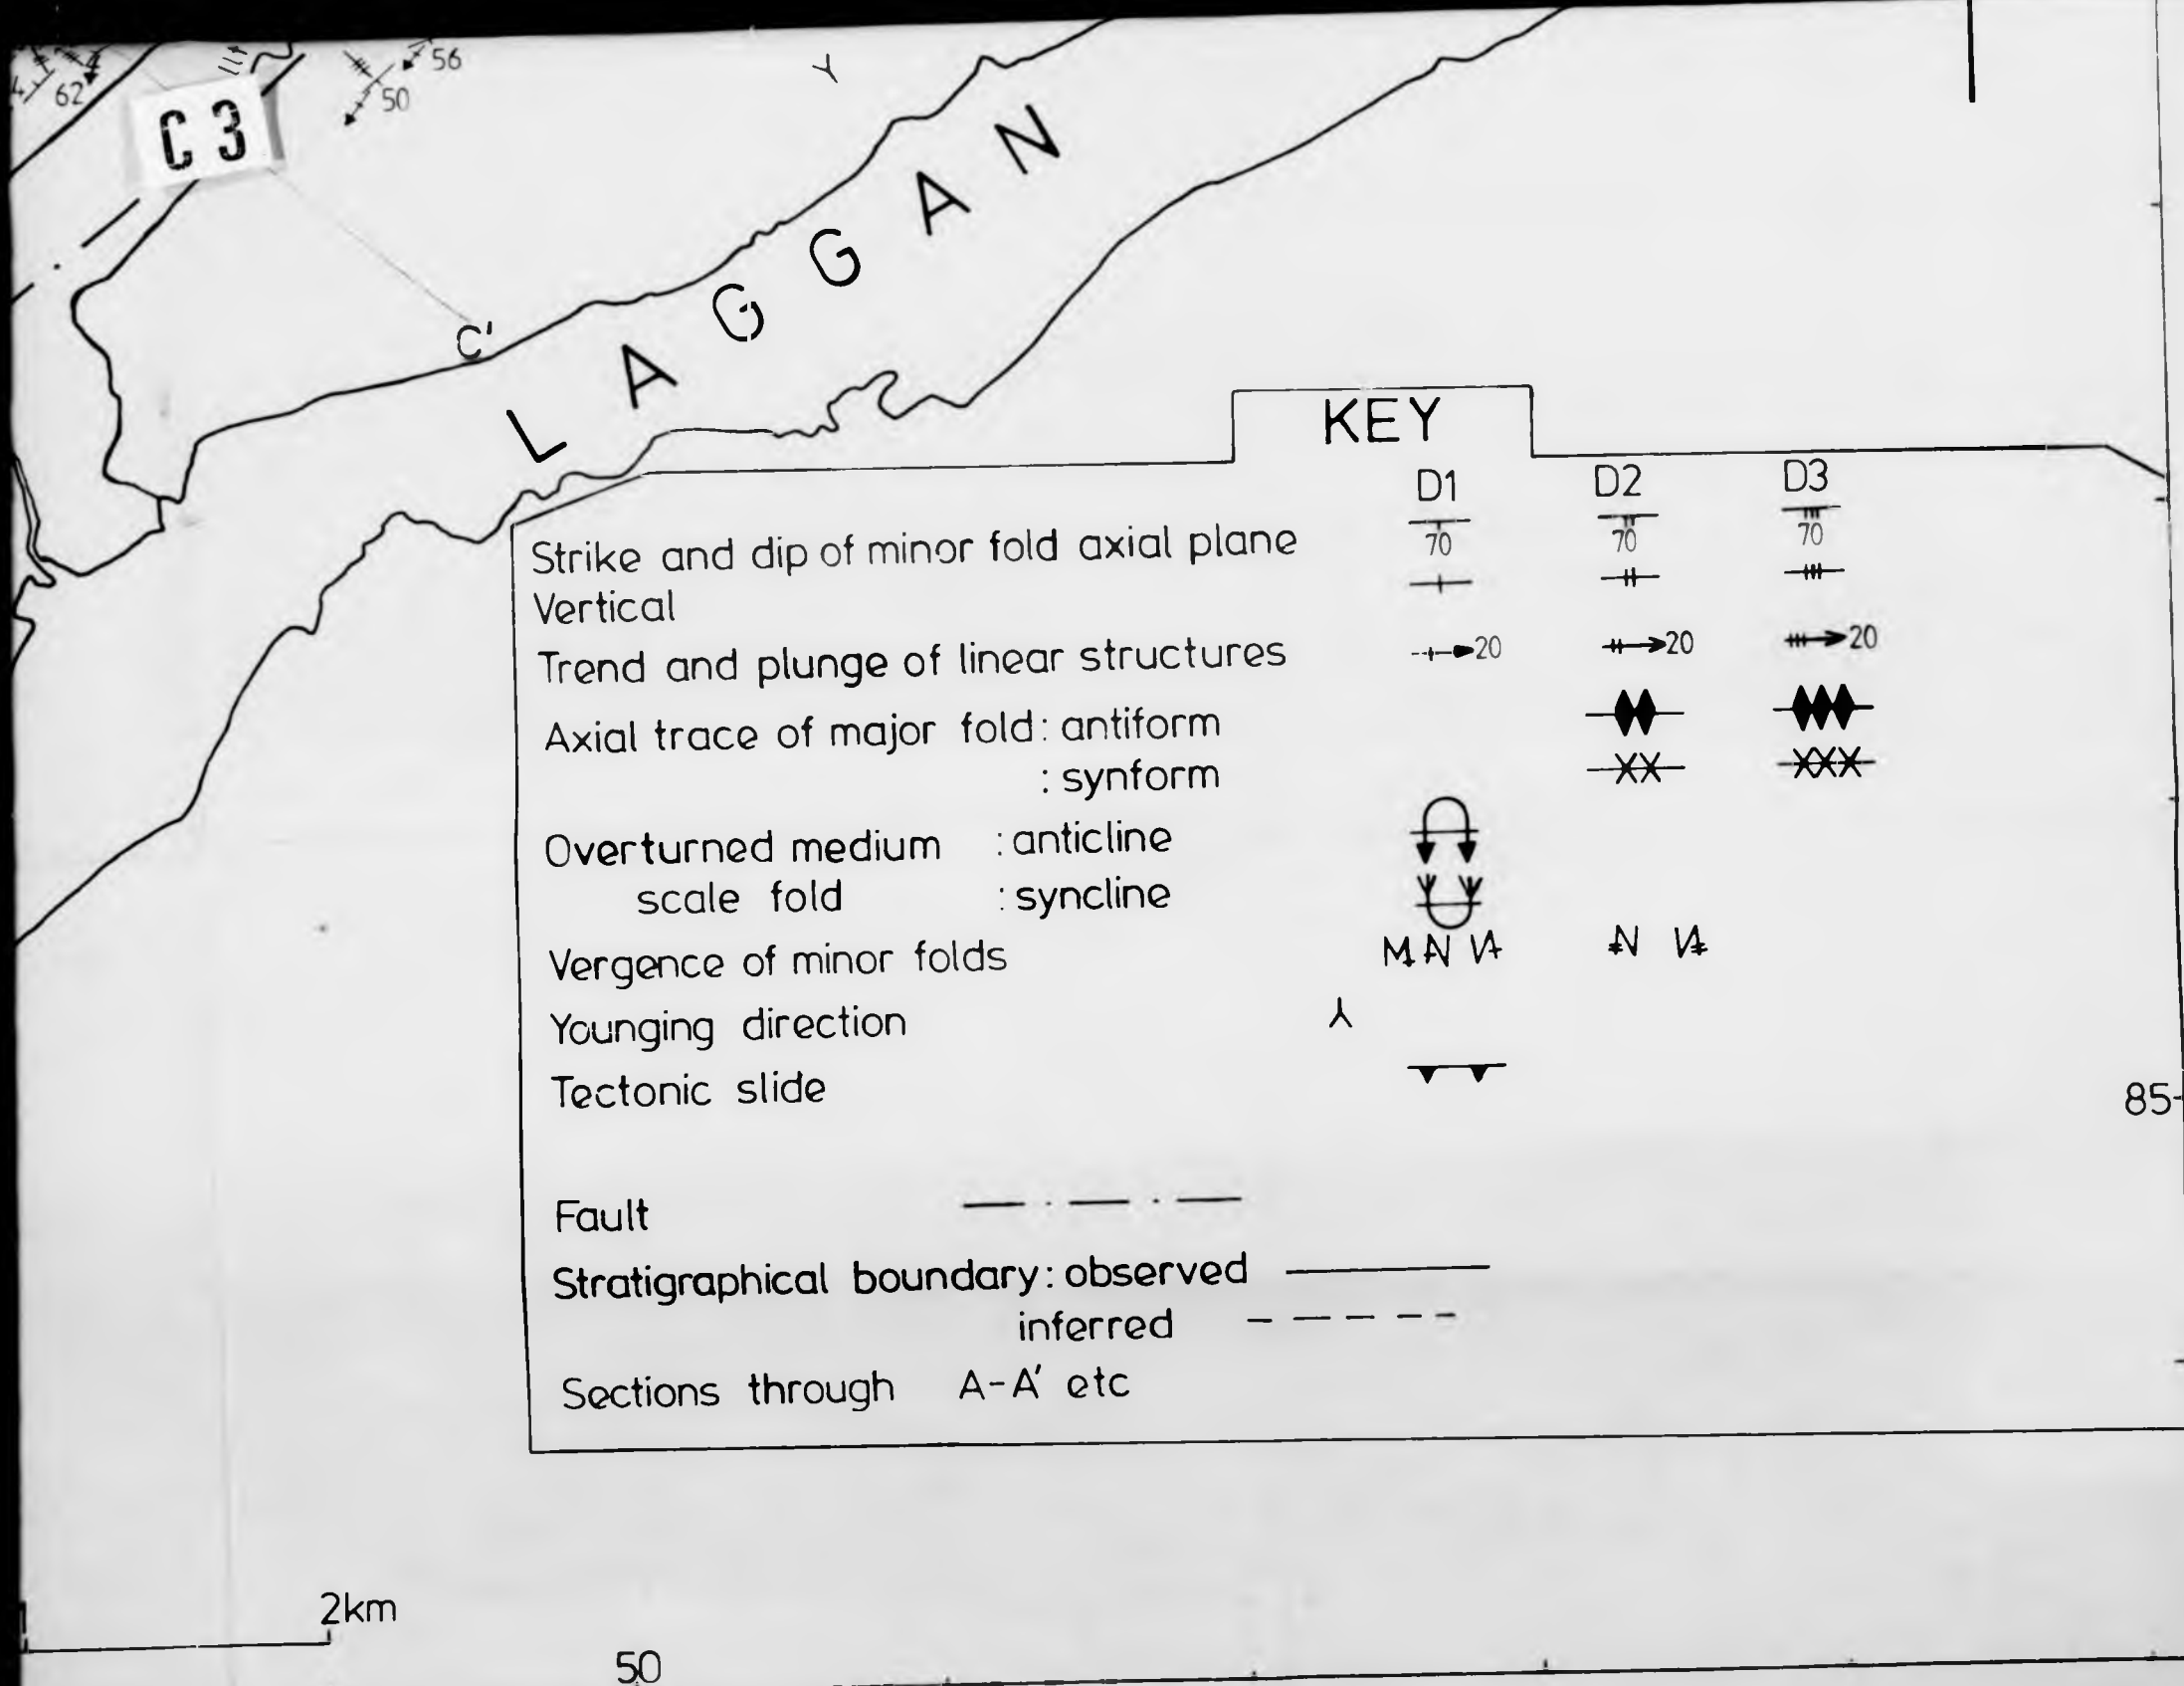 56
62
50
C 3
LAGGAN
C'
KEY
D1 D2 D3
Strike and dip of minor fold axial plane 70 70 70
Vertical
Trend and plunge of linear structures 20 20 20
Axial trace of major fold: antiform
: synform
Overturned medium : anticline
scale fold : syncline
Vergence of minor folds M N V N V
Younging direction
Tectonic slide
85
Fault
Stratigraphical boundary: observed
inferred
Sections through A-A' etc
2km
50